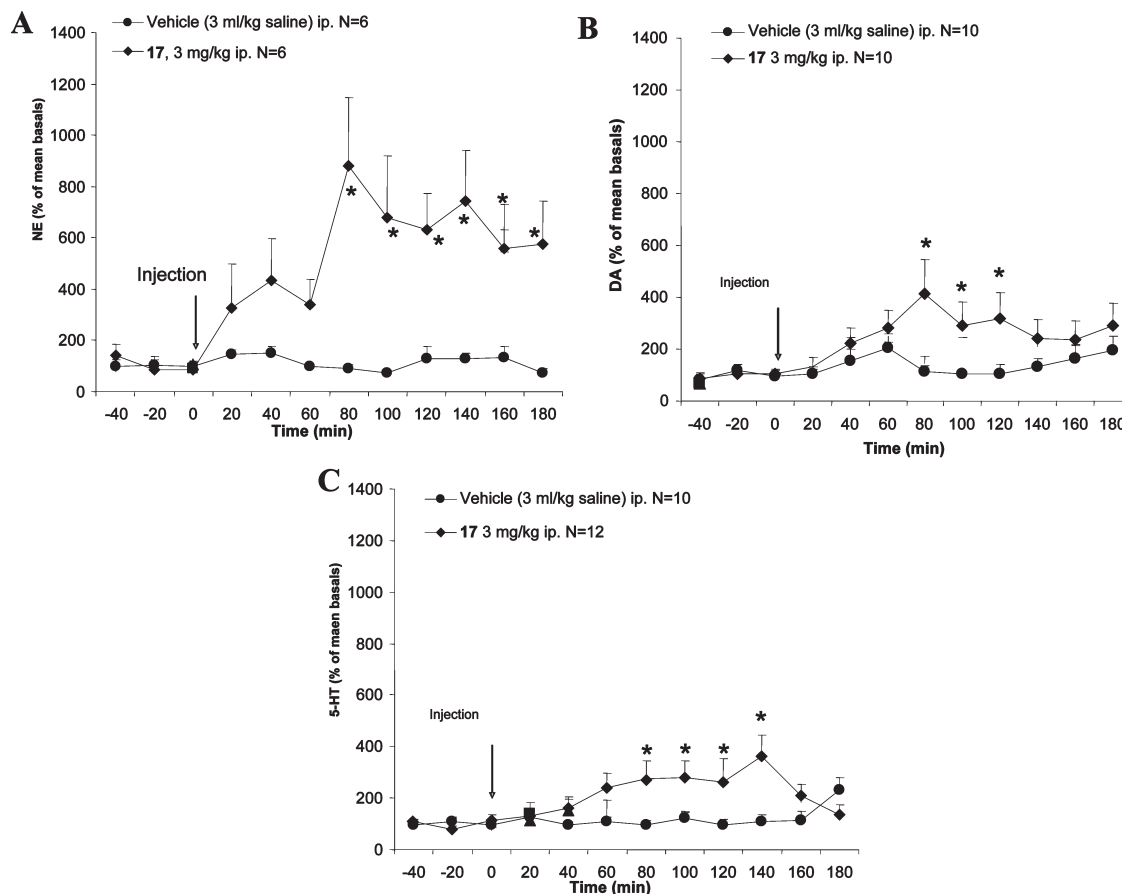 A
Vehicle (3 ml/kg saline) ip. N=6
17, 3 mg/kg ip. N=6
NE (% of mean basals)
1400
1200
1000
800
600
400
200
0
Injection
* * * * * *
-40 -20 0 20 40 60 80 100 120 140 160 180
Time (min)
B
Vehicle (3 ml/kg saline) ip. N=10
17 3 mg/kg ip. N=10
DA (% of mean basals)
1400
1200
1000
800
600
400
200
0
Injection
* * *
-40 -20 0 20 40 60 80 100 120 140 160 180
Time (min)
C
Vehicle (3 ml/kg saline) ip. N=10
17 3 mg/kg ip. N=12
5-HT (% of maen basals)
1400
1200
1000
800
600
400
200
0
Injection
* * * *
-40 -20 0 20 40 60 80 100 120 140 160 180
Time (min)